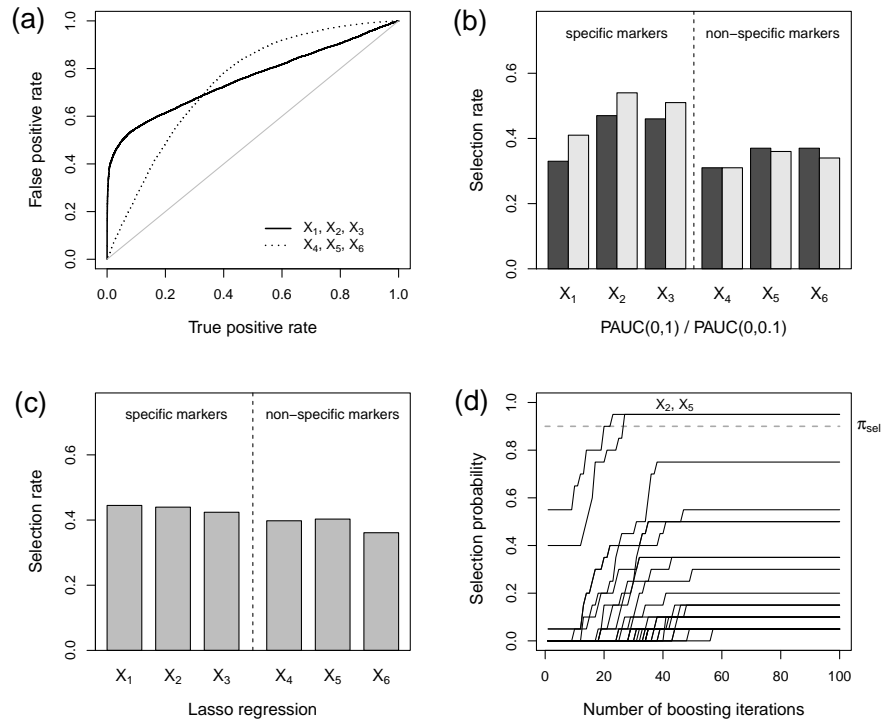 (a)
1.0
0.8
0.6
0.4
0.2
0.0
False positive rate
X1, X2, X3
X4, X5, X6
0.0 0.2 0.4 0.6 0.8 1.0
True positive rate
(b)
specific markers non−specific markers
0.6
0.4
0.2
0.0
Selection rate
X1 X2 X3 X4 X5 X6
PAUC(0,1) / PAUC(0,0.1)
(c)
specific markers non−specific markers
0.6
0.4
0.2
0.0
Selection rate
X1 X2 X3 X4 X5 X6
Lasso regression
(d)
X2, X5
πsel
1.0
0.8
0.6
0.4
0.2
0.0
Selection probability
0 20 40 60 80 100
Number of boosting iterations